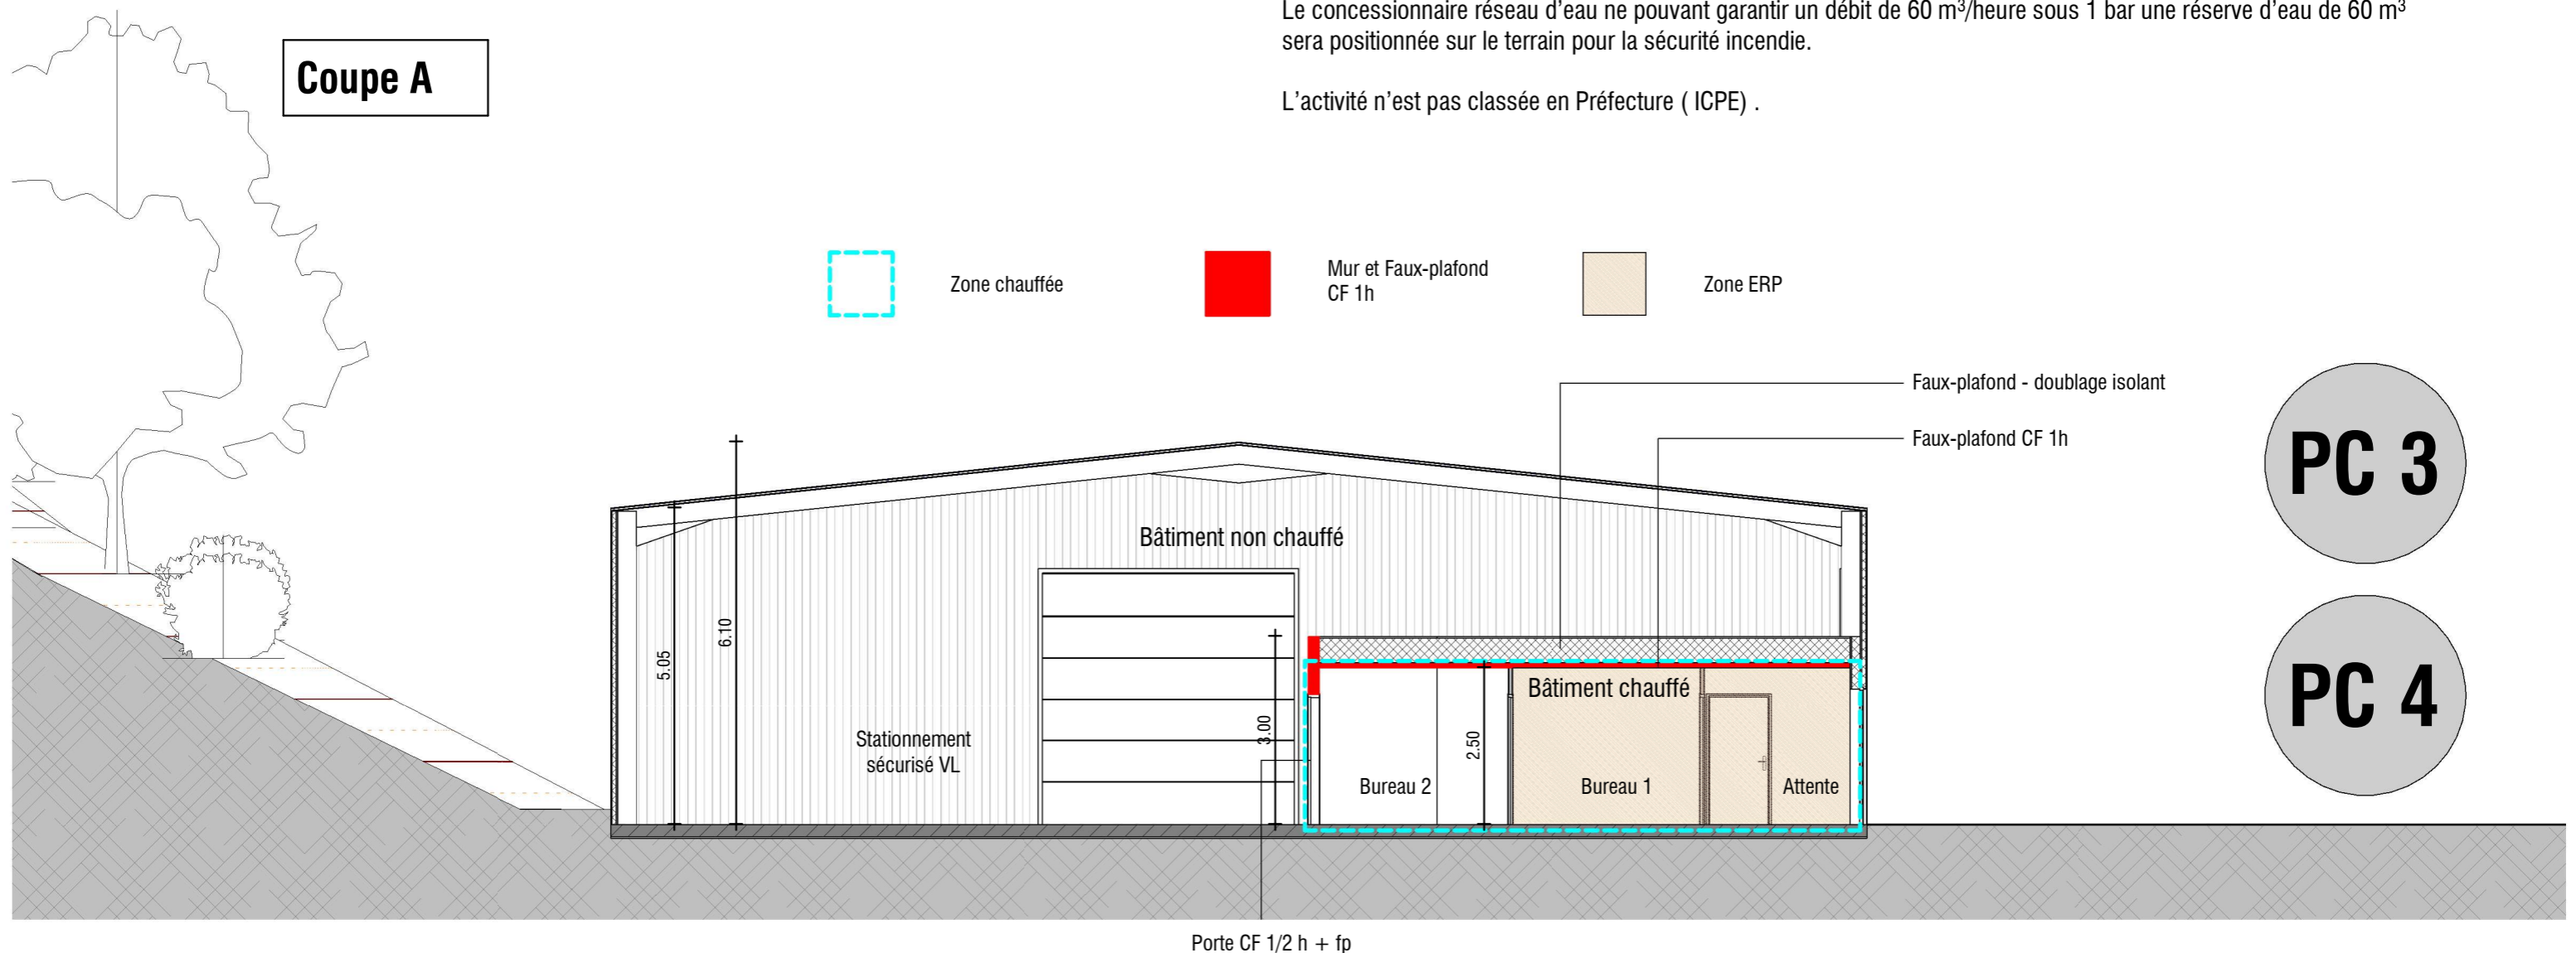 Le concessionnaire réseau d'eau ne pouvant garantir un débit de 60 m³/heure sous 1 bar une réserve d'eau de 60 m³
sera positionnée sur le terrain pour la sécurité incendie.
L'activité n'est pas classée en Préfecture ( ICPE) .
Coupe A
Zone chauffée
Mur et Faux-plafond
CF 1h
Zone ERP
Faux-plafond - doublage isolant
Faux-plafond CF 1h
PC 3
PC 4
Bâtiment non chauffé
5.05
6.10
3.00
2.50
Bâtiment chauffé
Stationnement
sécurisé VL
Bureau 2
Bureau 1
Attente
Porte CF 1/2 h + fp